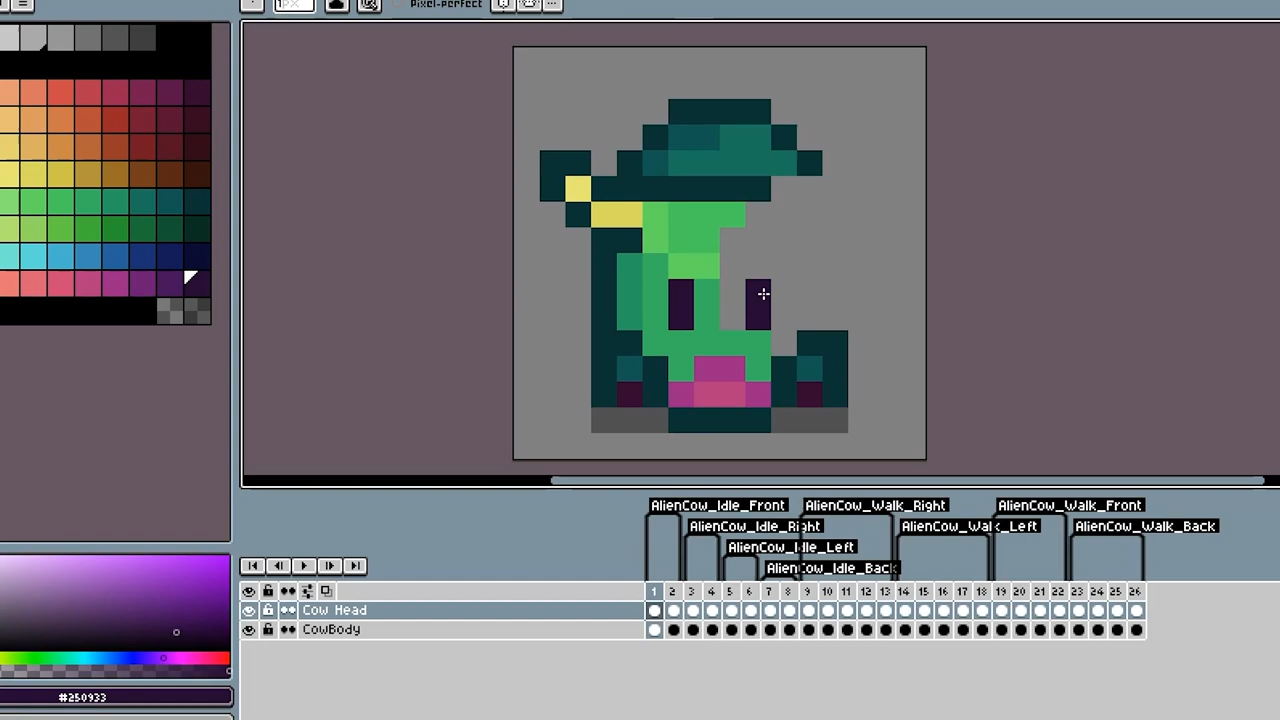 1Px Pixel-perfect
AlienCow_Idle_Front AlienCow_Walk_Right AlienCow_Walk_Front
AlienCow_Idle_Right AlienCow_Walk_Left AlienCow_Walk_Back
AlienCow_Idle_Left
AlienCow_Idle_Back
1 2 3 4 5 6 7 8 9 10 11 12 13 14 15 16 17 18 19 20 21 22 23 24 25 26
Cow Head
CowBody
#250933